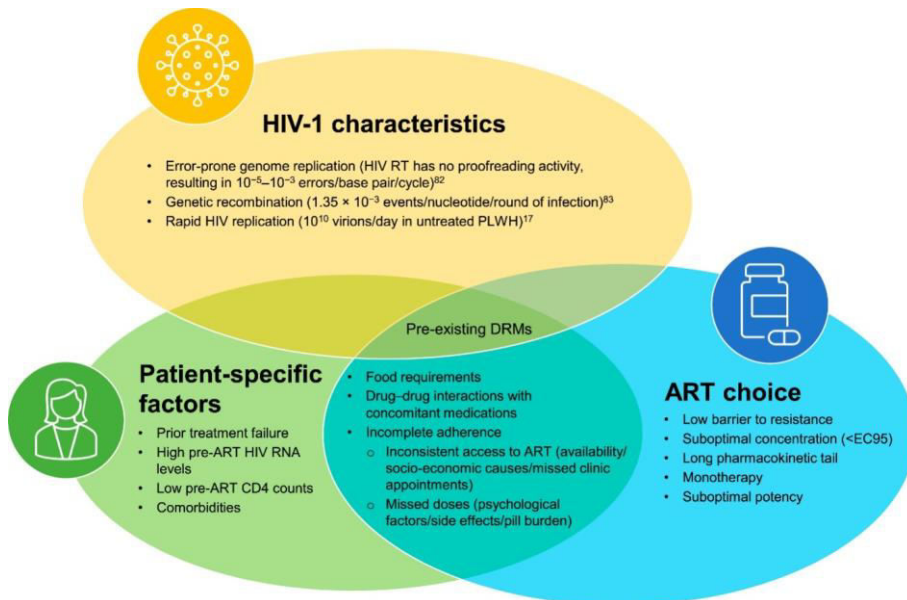 HIV-1 characteristics
• Error-prone genome replication (HIV RT has no proofreading activity,
resulting in 10⁻⁵–10⁻³ errors/base pair/cycle)⁸²
• Genetic recombination (1.35 × 10⁻³ events/nucleotide/round of infection)⁸³
• Rapid HIV replication (10¹⁰ virions/day in untreated PLWH)¹⁷
Pre-existing DRMs
Patient-specific
factors
• Prior treatment failure
• High pre-ART HIV RNA
levels
• Low pre-ART CD4 counts
• Comorbidities
• Food requirements
• Drug–drug interactions with
concomitant medications
• Incomplete adherence
○ Inconsistent access to ART (availability/
socio-economic causes/missed clinic
appointments)
○ Missed doses (psychological
factors/side effects/pill burden)
ART choice
• Low barrier to resistance
• Suboptimal concentration (<EC95)
• Long pharmacokinetic tail
• Monotherapy
• Suboptimal potency